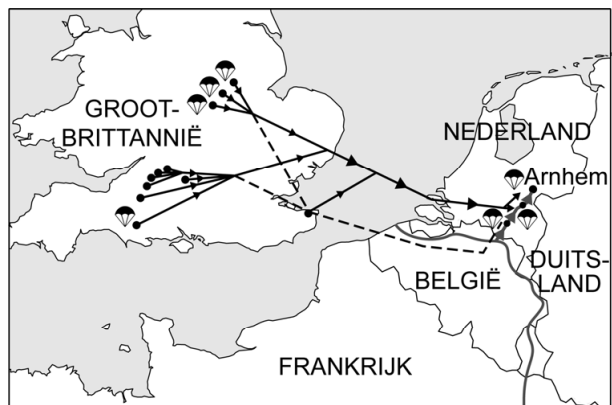 GROOT-
BRITTANNIË
NEDERLAND
Arnhem
DUITS-
LAND
BELGIË
FRANKRIJK